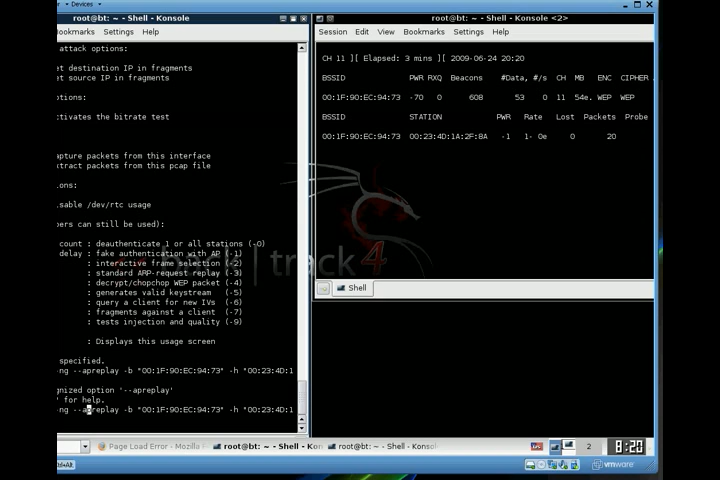 Devices
root@bt: ~ - Shell - Konsole
Bookmarks Settings Help
attack options:
et destination IP in fragments
et source IP in fragments
ptions:
ctivates the bitrate test
apture packets from this interface
xtract packets from this pcap file
ions:
isable /dev/rtc usage
bers can still be used):
count : deauthenticate 1 or all stations (-0)
delay : fake authentication with AP (-1)
: interactive frame selection (-2)
: standard ARP-request replay (-3)
: decrypt/chopchop WEP packet (-4)
: generates valid keystream (-5)
: query a client for new IVs (-6)
: fragments against a client (-7)
: tests injection and quality (-9)
: Displays this usage screen
specified.
ng --apreplay -b "00:1F:90:EC:94:73" -h "00:23:4D:1
gnized option '--apreplay'
" for help.
ng --apreplay -b "00:1F:90:EC:94:73" -h "00:23:4D:1
root@bt: ~ - Shell - Konsole <2>
Session Edit View Bookmarks Settings Help
CH 11 ][ Elapsed: 3 mins ][ 2009-06-24 20:20
BSSID PWR RXQ Beacons #Data, #/s CH MB ENC CIPHER
00:1F:90:EC:94:73 -70 0 608 53 0 11 54e. WEP WEP
BSSID STATION PWR Rate Lost Packets Probe
00:1F:90:EC:94:73 00:23:4D:1A:2F:8A -1 1- 0e 0 20
Shell
back | track 4
Page Load Error - Mozilla
root@bt: ~ - Shell - Kon
root@bt: ~ - Shell - Konsol
2
8:20
Ctrl+Alt
vmware